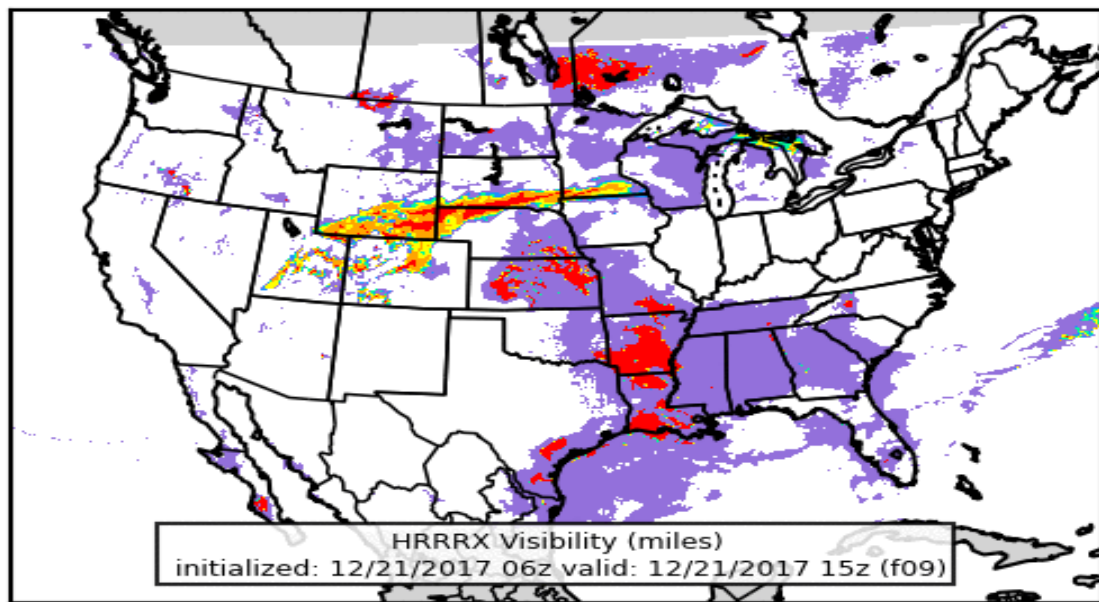 HRRRX Visibility (miles)
initialized: 12/21/2017 06z valid: 12/21/2017 15z (f09)